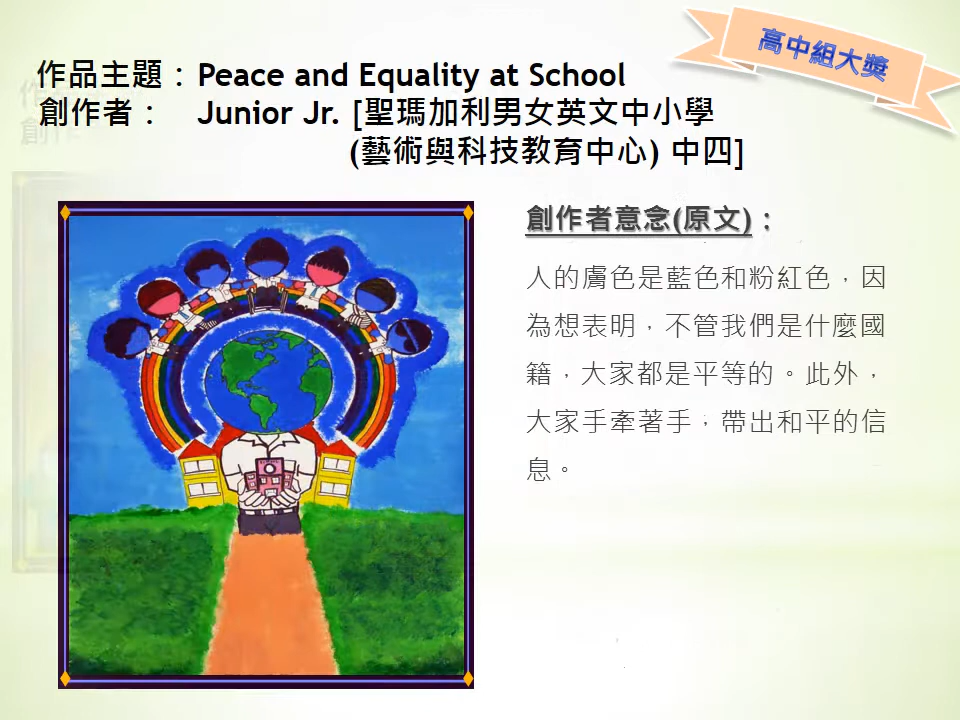 高中組大獎
作品主題：Peace and Equality at School
創作者： Junior Jr. [聖瑪加利男女英文中小學
(藝術與科技教育中心) 中四]
創作者意念(原文)：
人的膚色是藍色和粉紅色，因
為想表明，不管我們是什麼國
籍，大家都是平等的。此外，
大家手牽著手，帶出和平的信
息。